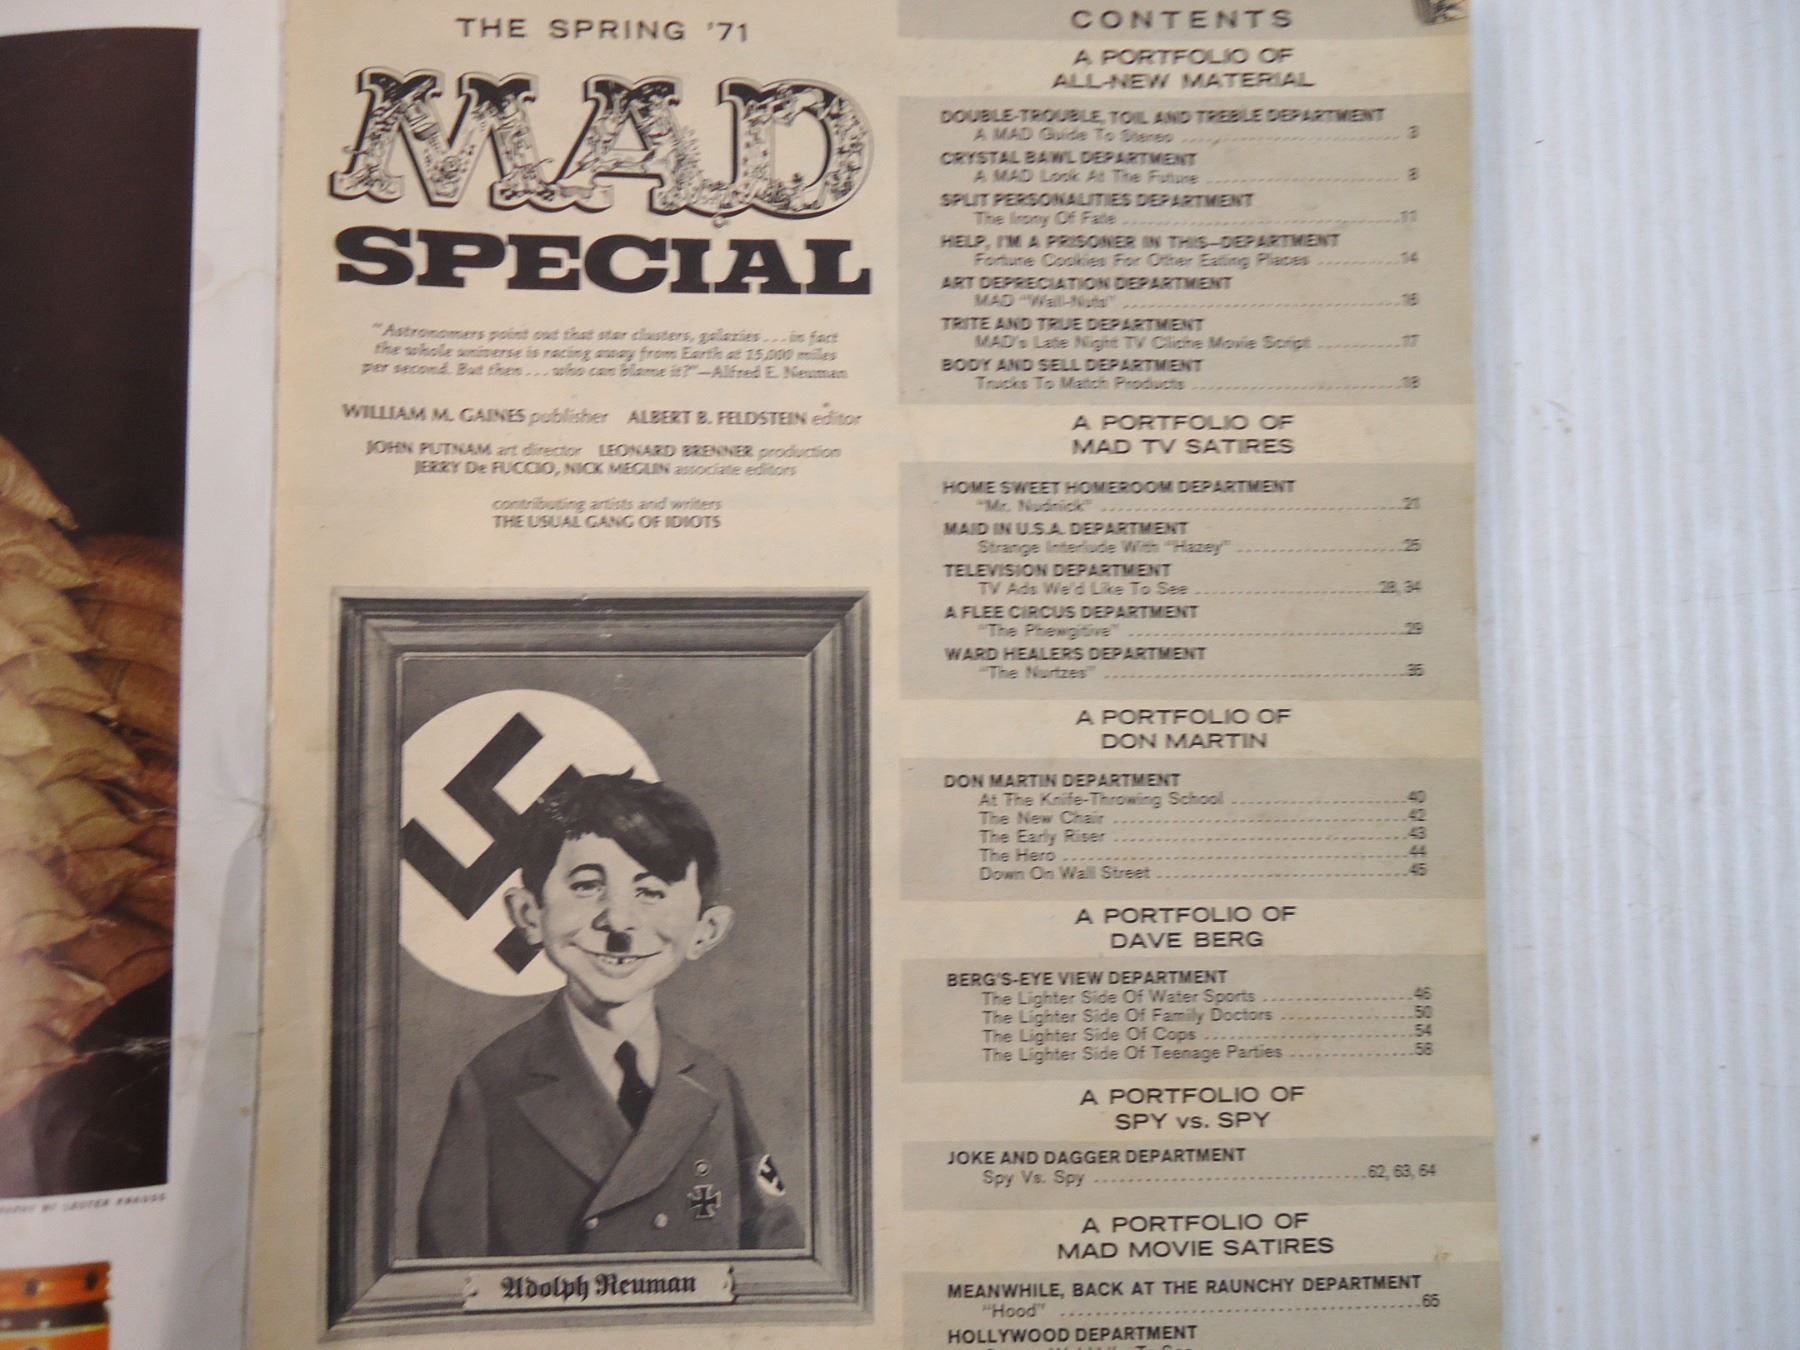 THE SPRING '71
MAD
SPECIAL
"Astronomers point out that star clusters, galaxies ... in fact
the whole universe is racing away from Earth at 15,000 miles
per second. But then ... who can blame it?"—Alfred E. Neuman
WILLIAM M. GAINES publisher ALBERT B. FELDSTEIN editor
JOHN PUTNAM art director LEONARD BRENNER production
JERRY De FUCCIO, NICK MEGLIN associate editors
contributing artists and writers
THE USUAL GANG OF IDIOTS
Adolph Neuman
CONTENTS
A PORTFOLIO OF
ALL-NEW MATERIAL
DOUBLE-TROUBLE, TOIL AND TREBLE DEPARTMENT
A MAD Guide To Stereo 3
CRYSTAL BAWL DEPARTMENT
A MAD Look At The Future 8
SPLIT PERSONALITIES DEPARTMENT
The Irony Of Fate 11
HELP, I'M A PRISONER IN THIS—DEPARTMENT
Fortune Cookies For Other Eating Places 14
ART DEPRECIATION DEPARTMENT
MAD "Wall-Nuts" 16
TRITE AND TRUE DEPARTMENT
MAD's Late Night TV Cliche Movie Script 17
BODY AND SELL DEPARTMENT
Trucks To Match Products 18
A PORTFOLIO OF
MAD TV SATIRES
HOME SWEET HOMEROOM DEPARTMENT
"Mr. Nudnick" 21
MAID IN U.S.A. DEPARTMENT
Strange Interlude With "Hazey" 25
TELEVISION DEPARTMENT
TV Ads We'd Like To See 28, 34
A FLEE CIRCUS DEPARTMENT
"The Phewgitive" 29
WARD HEALERS DEPARTMENT
"The Nurtzes" 35
A PORTFOLIO OF
DON MARTIN
DON MARTIN DEPARTMENT
At The Knife-Throwing School 40
The New Chair 42
The Early Riser 43
The Hero 44
Down On Wall Street 45
A PORTFOLIO OF
DAVE BERG
BERG'S-EYE VIEW DEPARTMENT
The Lighter Side Of Water Sports 46
The Lighter Side Of Family Doctors 50
The Lighter Side Of Cops 54
The Lighter Side Of Teenage Parties 58
A PORTFOLIO OF
SPY vs. SPY
JOKE AND DAGGER DEPARTMENT
Spy Vs. Spy 62, 63, 64
A PORTFOLIO OF
MAD MOVIE SATIRES
MEANWHILE, BACK AT THE RAUNCHY DEPARTMENT
"Hood" 65
HOLLYWOOD DEPARTMENT